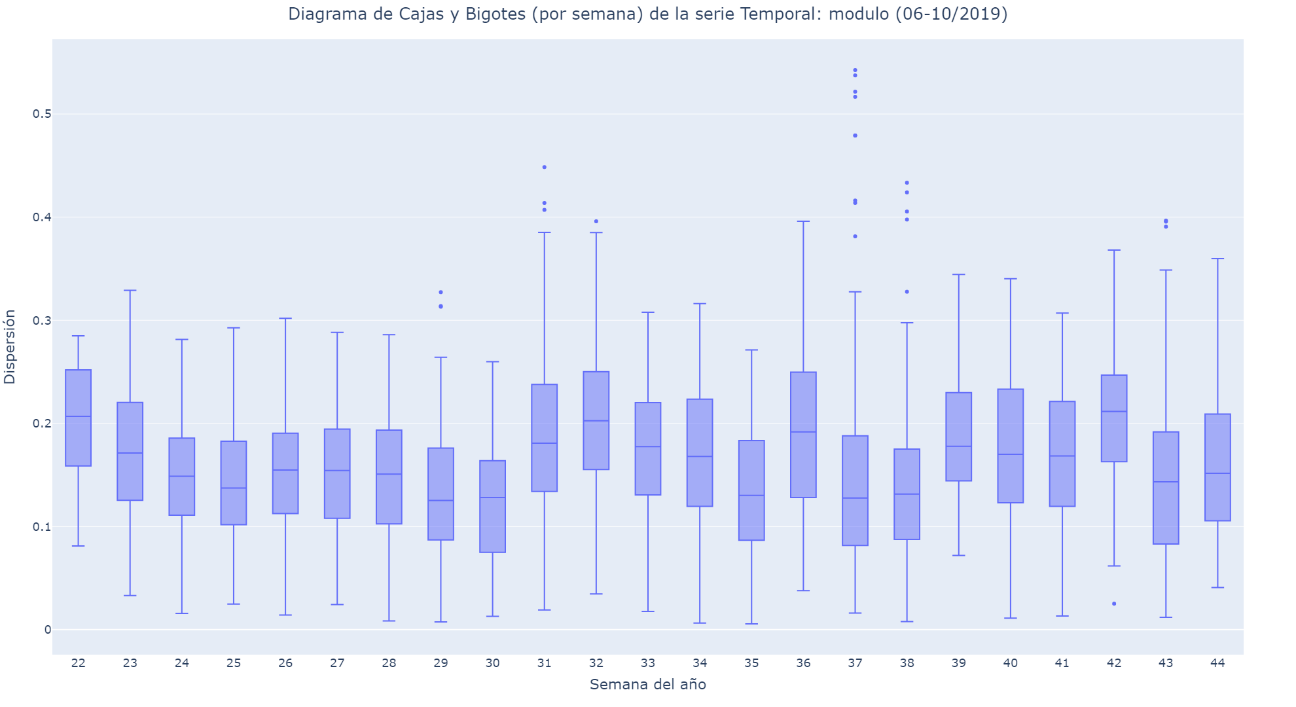 Diagrama de Cajas y Bigotes (por semana) de la serie Temporal: modulo (06-10/2019)
Dispersión
0.5
0.4
0.3
0.2
0.1
0
22 23 24 25 26 27 28 29 30 31 32 33 34 35 36 37 38 39 40 41 42 43 44
Semana del año